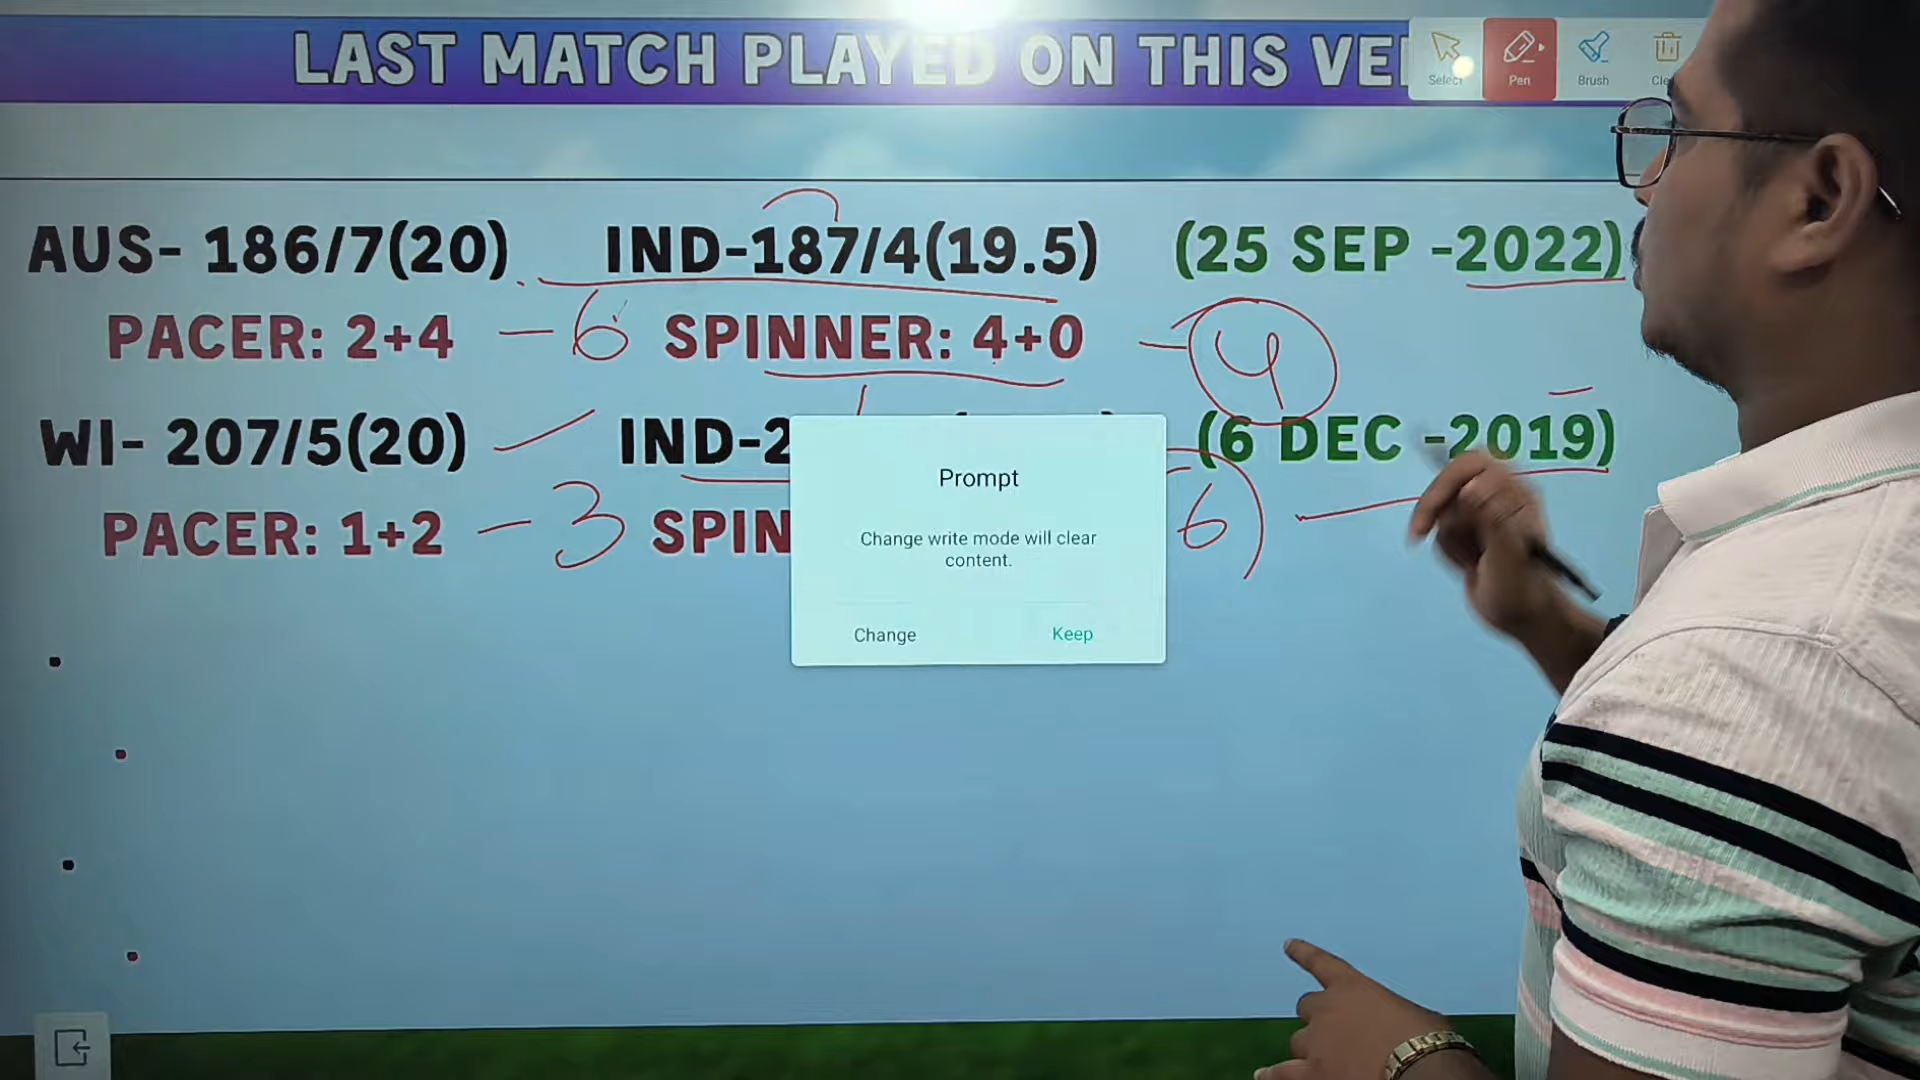 LAST MATCH PLAYED ON THIS VE
Select Pen Brush Cle
AUS- 186/7(20) IND-187/4(19.5) (25 SEP -2022)
PACER: 2+4 - 6 SPINNER: 4+0 - 4
WI- 207/5(20) IND-2 (6 DEC -2019)
PACER: 1+2 - 3 SPIN 6
Prompt
Change write mode will clear
content.
Change Keep